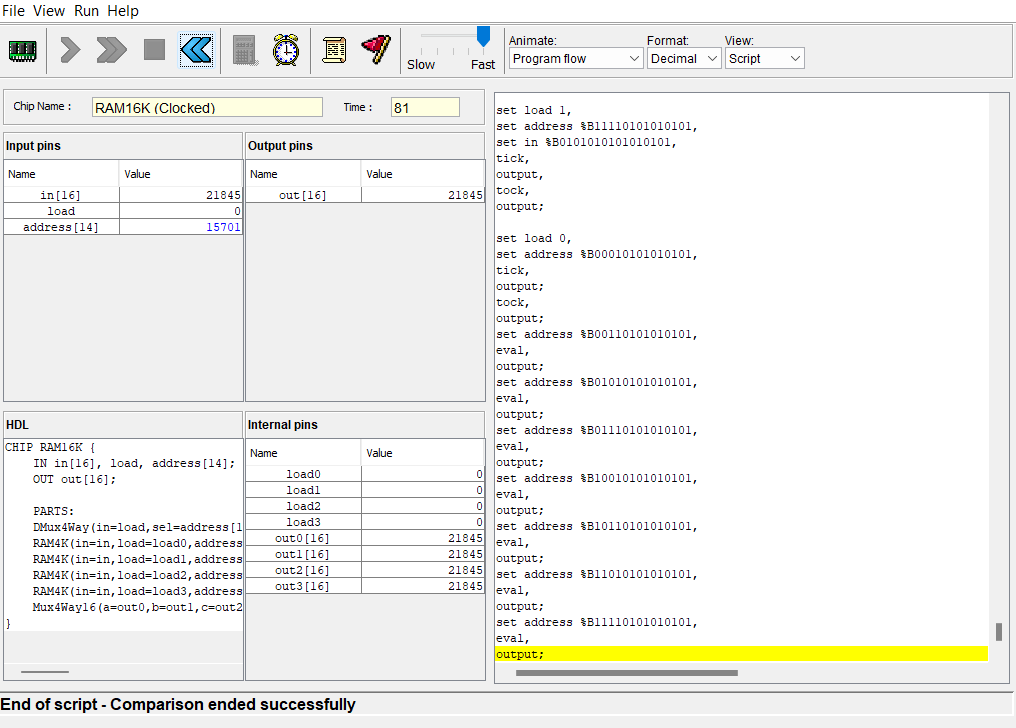 File View Run Help
Slow Fast
Animate: Format: View:
Program flow Decimal Script
Chip Name : RAM16K (Clocked) Time : 81
Input pins
Name Value
in[16] 21845
load 0
address[14] 15701
Output pins
Name Value
out[16] 21845
HDL
CHIP RAM16K {
IN in[16], load, address[14];
OUT out[16];
PARTS:
DMux4Way(in=load,sel=address[1
RAM4K(in=in,load=load0,address
RAM4K(in=in,load=load1,address
RAM4K(in=in,load=load2,address
RAM4K(in=in,load=load3,address
Mux4Way16(a=out0,b=out1,c=out2
}
Internal pins
Name Value
load0 0
load1 0
load2 0
load3 0
out0[16] 21845
out1[16] 21845
out2[16] 21845
out3[16] 21845
set load 1,
set address %B11110101010101,
set in %B0101010101010101,
tick,
output,
tock,
output;
set load 0,
set address %B00010101010101,
tick,
output;
tock,
output;
set address %B00110101010101,
eval,
output;
set address %B01010101010101,
eval,
output;
set address %B01110101010101,
eval,
output;
set address %B10010101010101,
eval,
output;
set address %B10110101010101,
eval,
output;
set address %B11010101010101,
eval,
output;
set address %B11110101010101,
eval,
output;
End of script - Comparison ended successfully